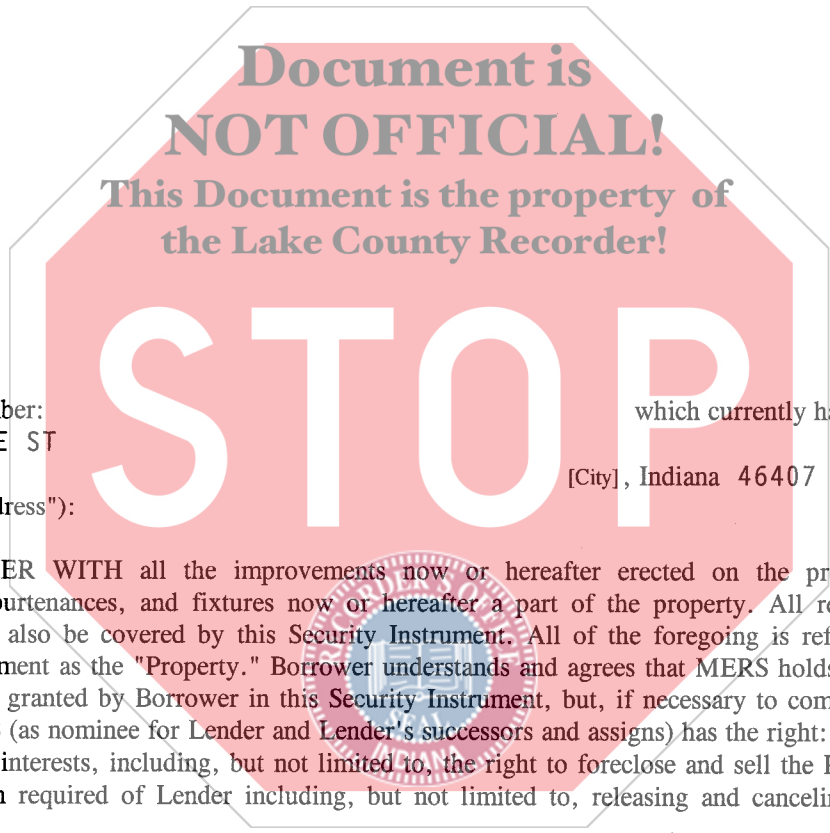 Document is
NOT OFFICIAL!
This Document is the property of
the Lake County Recorder!
STOP
ber: which currently ha
E ST
[City], Indiana 46407
dress"):
ER WITH all the improvements now or hereafter erected on the pr
purtenances, and fixtures now or hereafter a part of the property. All re
also be covered by this Security Instrument. All of the foregoing is ref
ment as the "Property." Borrower understands and agrees that MERS holds
granted by Borrower in this Security Instrument, but, if necessary to com
(as nominee for Lender and Lender's successors and assigns) has the right:
interests, including, but not limited to, the right to foreclose and sell the P
n required of Lender including, but not limited to, releasing and cancelin
RECORDER'S OFFICE
SEAL
INDIANA